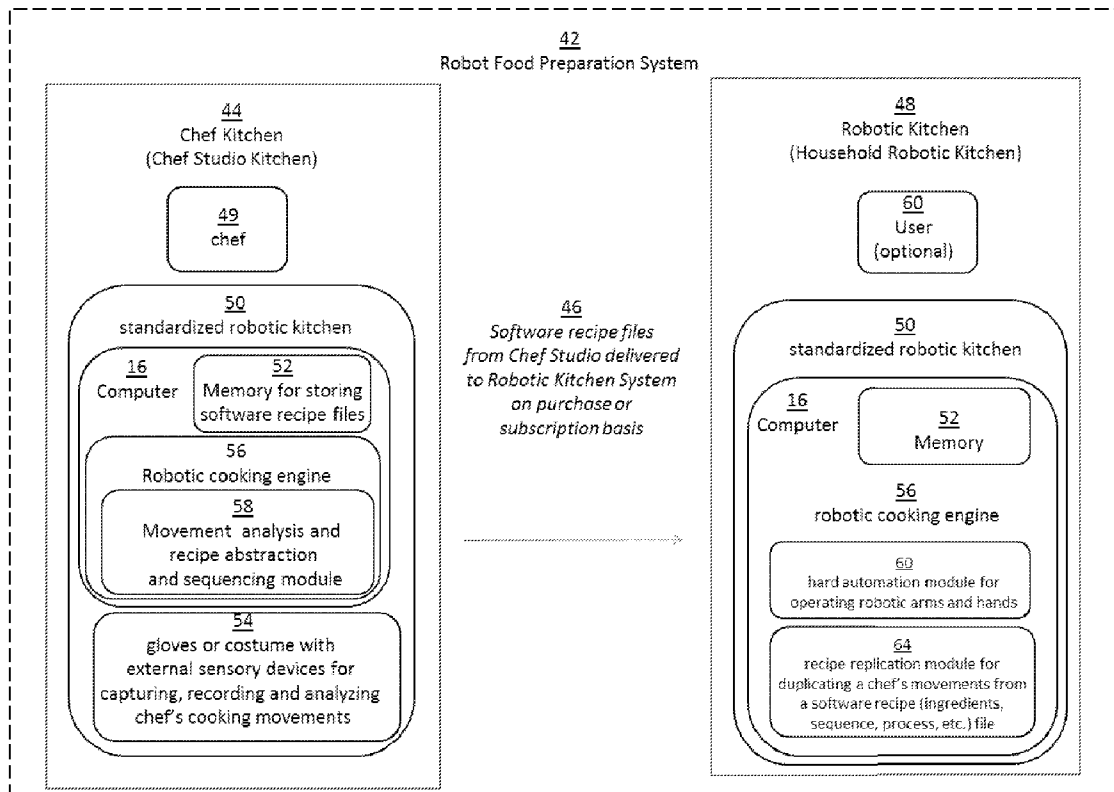 42
Robot Food Preparation System
44
Chef Kitchen
(Chef Studio Kitchen)
49
chef
50
standardized robotic kitchen
16
Computer
52
Memory for storing
software recipe files
56
Robotic cooking engine
58
Movement analysis and
recipe abstraction
and sequencing module
54
gloves or costume with
external sensory devices for
capturing, recording and analyzing
chef's cooking movements
46
Software recipe files
from Chef Studio delivered
to Robotic Kitchen System
on purchase or
subscription basis
48
Robotic Kitchen
(Household Robotic Kitchen)
60
User
(optional)
50
standardized robotic kitchen
16
Computer
52
Memory
56
robotic cooking engine
60
hard automation module for
operating robotic arms and hands
64
recipe replication module for
duplicating a chef's movements from
a software recipe (ingredients,
sequence, process, etc.) file